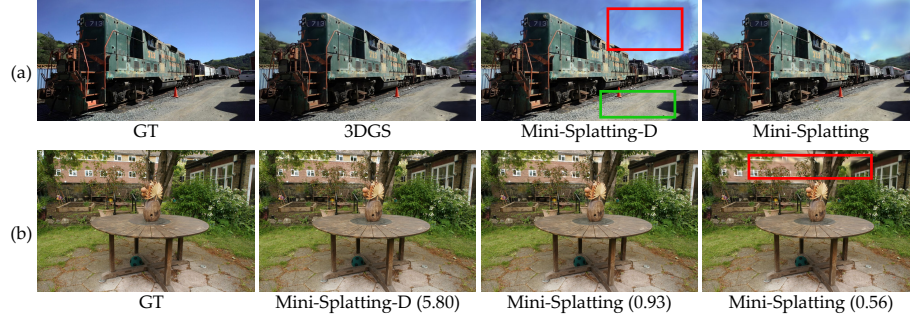 (a)
GT 3DGS Mini-Splatting-D Mini-Splatting
(b)
GT Mini-Splatting-D (5.80) Mini-Splatting (0.93) Mini-Splatting (0.56)